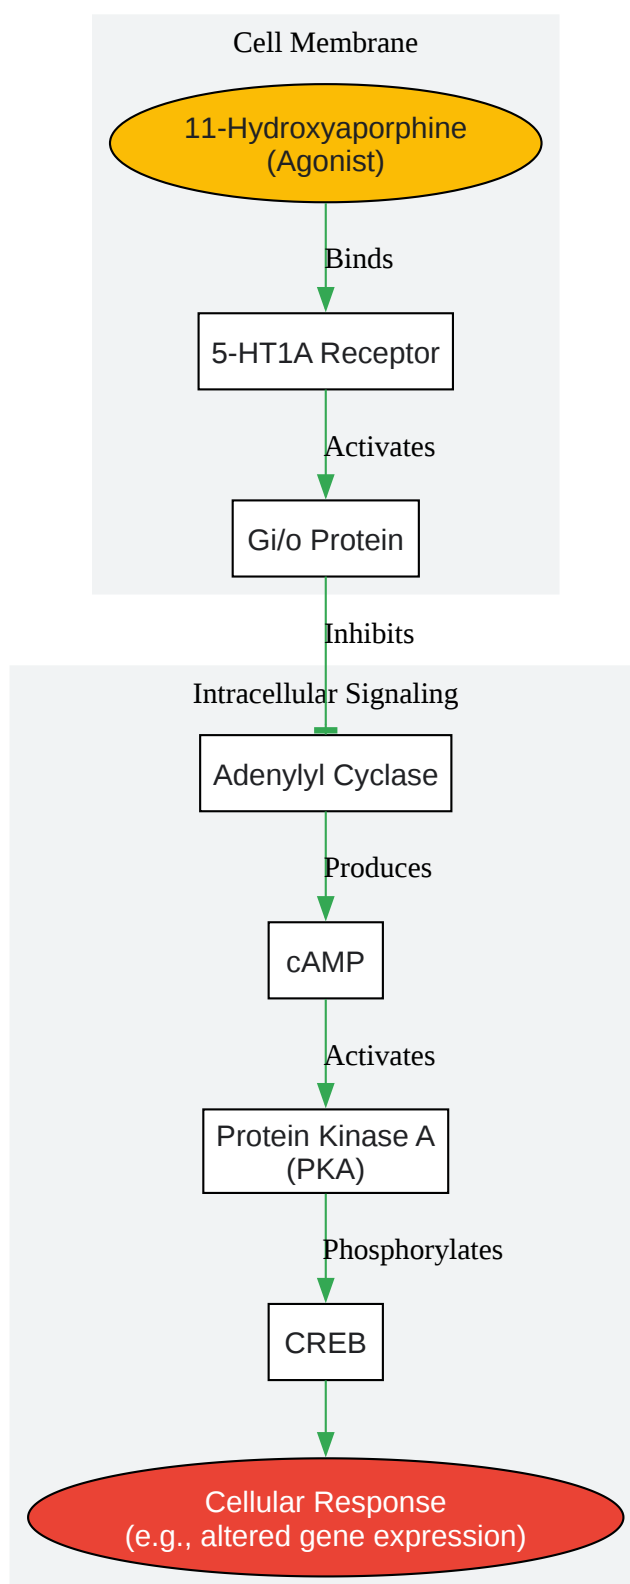 Cell Membrane
11-Hydroxyaporphine
(Agonist)
Binds
5-HT1A Receptor
Activates
Gi/o Protein
Inhibits
Intracellular Signaling
Adenylyl Cyclase
Produces
cAMP
Activates
Protein Kinase A
(PKA)
Phosphorylates
CREB
Cellular Response
(e.g., altered gene expression)